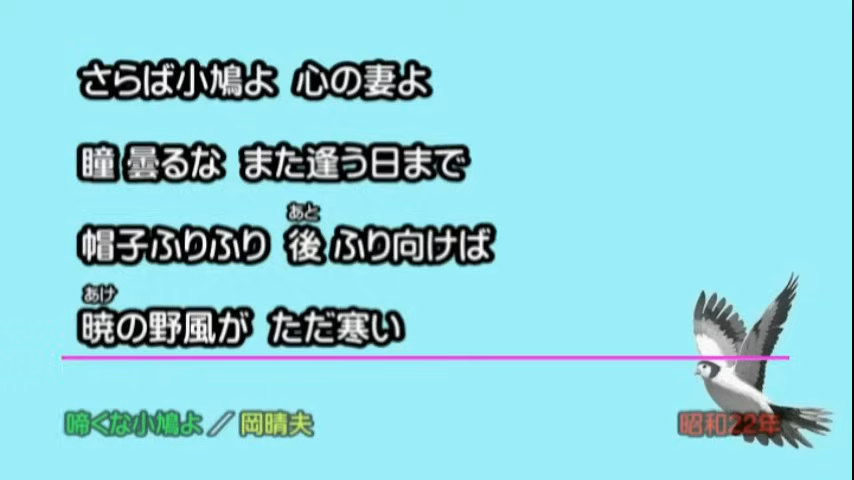 さらば小鳩よ 心の妻よ
瞳 曇るな また逢う日まで
あと
帽子ふりふり 後 ふり向けば
あけ
暁の野風が ただ寒い
啼くな小鳩よ / 岡晴夫
昭和22年